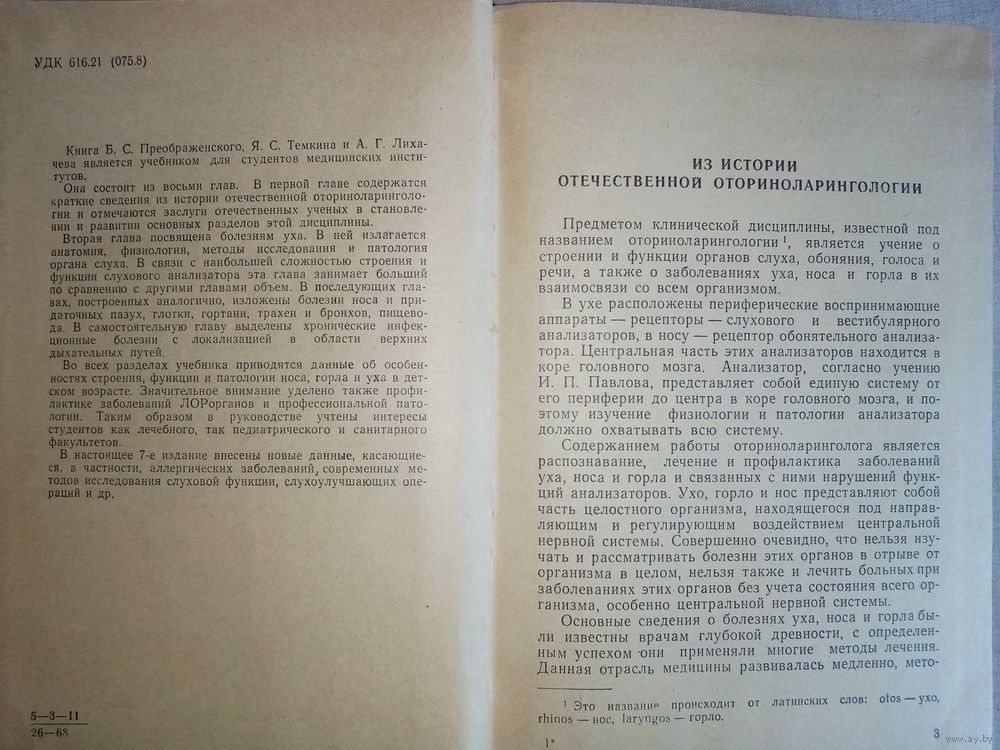 УДК 616.21 (075.8)
Книга Б. С. Преображенского, Я. С. Темкина и А. Г. Лиха-
чева является учебником для студентов медицинских инсти-
тутов.
Она состоит из восьми глав. В первой главе содержатся
краткие сведения из истории отечественной оториноларинголо-
гии и отмечаются заслуги отечественных ученых в становле-
нии и развитии основных разделов этой дисциплины.
Вторая глава посвящена болезням уха. В ней излагается
анатомия, физиология, методы исследования и патология
органа слуха. В связи с наибольшей сложностью строения и
функции слухового анализатора эта глава занимает больший
по сравнению с другими главами объем. В последующих гла-
вах, построенных аналогично, изложены болезни носа и при-
даточных пазух, глотки, гортани, трахеи и бронхов, пищево-
да. В самостоятельную главу выделены хронические инфек-
ционные болезни с локализацией в области верхних
дыхательных путей.
Во всех разделах учебника приводятся данные об особен-
ностях строения, функции и патологии носа, горла и уха в дет-
ском возрасте. Значительное внимание уделено также профи-
лактике заболеваний ЛОРорганов и профессиональной пато-
логии. Таким образом в руководстве учтены интересы
студентов как лечебного, так педиатрического и санитарного
факультетов.
В настоящее 7-е издание внесены новые данные, касающие-
ся, в частности, аллергических заболеваний, современных ме-
тодов исследования слуховой функции, слухоулучшающих опе-
раций и др.
5—3—11
26—68
ИЗ ИСТОРИИ
ОТЕЧЕСТВЕННОЙ ОТОРИНОЛАРИНГОЛОГИИ
Предметом клинической дисциплины, известной под
названием оториноларингологии ¹, является учение о
строении и функции органов слуха, обоняния, голоса и
речи, а также о заболеваниях уха, носа и горла в их
взаимосвязи со всем организмом.
В ухе расположены периферические воспринимающие
аппараты — рецепторы — слухового и вестибулярного
анализаторов, в носу — рецептор обонятельного анализа-
тора. Центральная часть этих анализаторов находится в
коре головного мозга. Анализатор, согласно учению
И. П. Павлова, представляет собой единую систему от
его периферии до центра в коре головного мозга, и по-
этому изучение физиологии и патологии анализатора
должно охватывать всю систему.
Содержанием работы оториноларинголога является
распознавание, лечение и профилактика заболеваний
уха, носа и горла и связанных с ними нарушений функ-
ций анализаторов. Ухо, горло и нос представляют собой
часть целостного организма, находящегося под направ-
ляющим и регулирующим воздействием центральной
нервной системы. Совершенно очевидно, что нельзя изу-
чать и рассматривать болезни этих органов в отрыве от
организма в целом, нельзя также и лечить больных при
заболеваниях этих органов без учета состояния всего ор-
ганизма, особенно центральной нервной системы.
Основные сведения о болезнях уха, носа и горла бы-
ли известны врачам глубокой древности, с определен-
ным успехом они применяли многие методы лечения.
Данная отрасль медицины развивалась медленно, мето-
¹ Это название происходит от латинских слов: otos — ухо,
rhinos — нос, laryngos — горло.
1*
3
www.ay.by